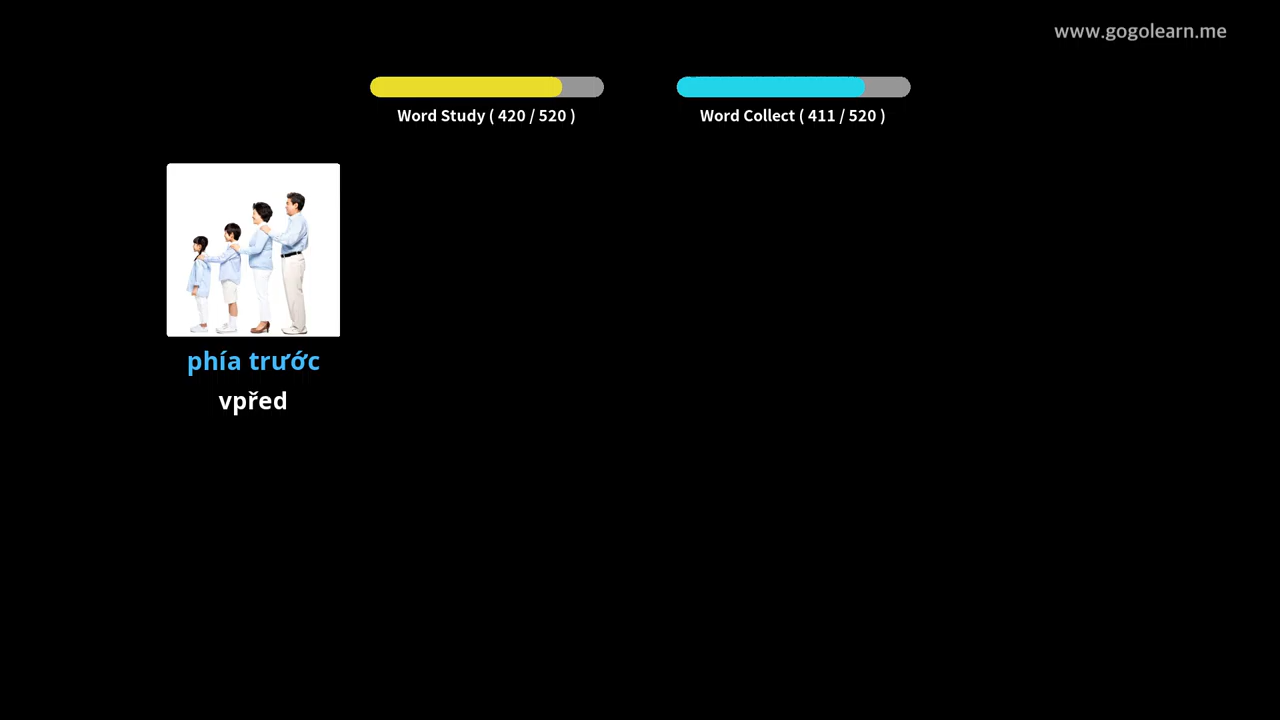 www.gogolearn.me
Word Study ( 420 / 520 )
Word Collect ( 411 / 520 )
phía trước
vpřed